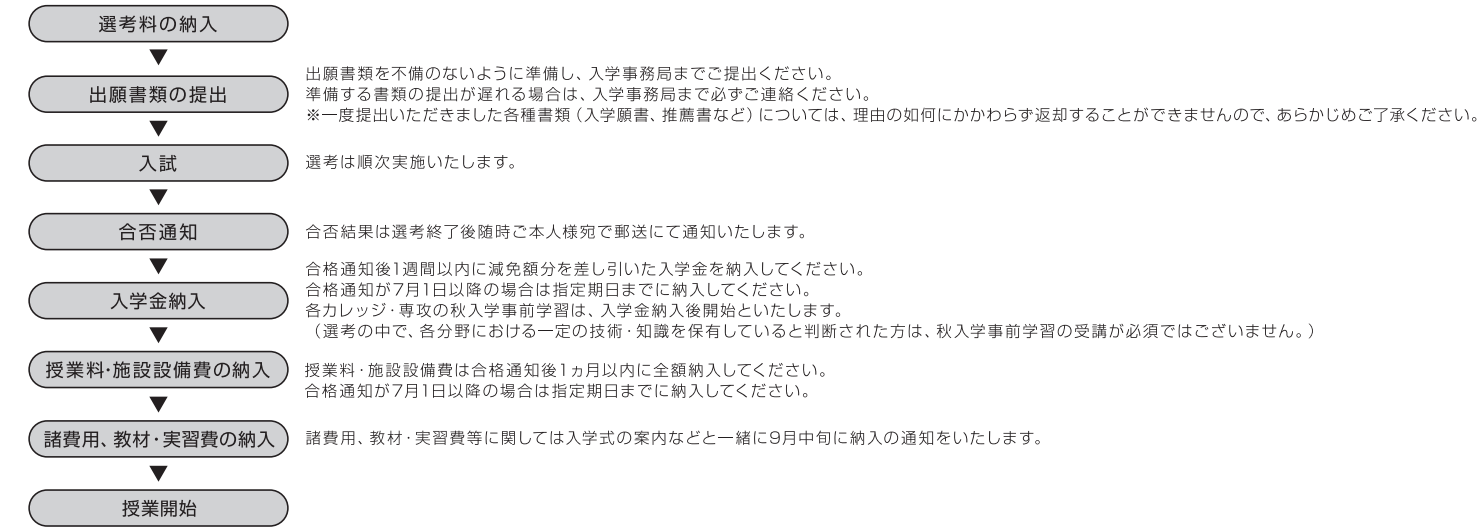 選考料の納入
▼
出願書類の提出
出願書類を不備のないように準備し、入学事務局までご提出ください。
準備する書類の提出が遅れる場合は、入学事務局まで必ずご連絡ください。
※一度提出いただきました各種書類（入学願書、推薦書など）については、理由の如何にかかわらず返却することができませんので、あらかじめご了承ください。
▼
入試
選考は順次実施いたします。
▼
合否通知
合否結果は選考終了後随時ご本人様宛で郵送にて通知いたします。
▼
入学金納入
合格通知後1週間以内に減免額分を差し引いた入学金を納入してください。
合格通知が7月1日以降の場合は指定期日までに納入してください。
各カレッジ・専攻の秋入学事前学習は、入学金納入後開始といたします。
（選考の中で、各分野における一定の技術・知識を保有していると判断された方は、秋入学事前学習の受講が必須ではございません。）
▼
授業料・施設設備費の納入
授業料・施設設備費は合格通知後1ヵ月以内に全額納入してください。
合格通知が7月1日以降の場合は指定期日までに納入してください。
▼
諸費用、教材・実習費の納入
諸費用、教材・実習費等に関しては入学式の案内などと一緒に9月中旬に納入の通知をいたします。
▼
授業開始